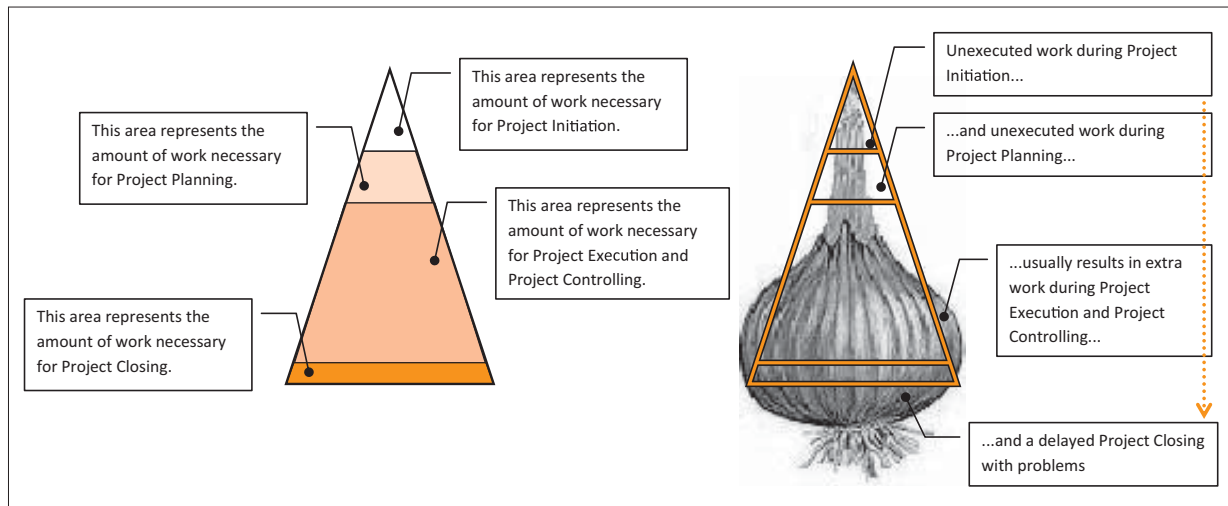 This area represents the
amount of work necessary
for Project Initiation.
This area represents the
amount of work necessary
for Project Planning.
This area represents the
amount of work necessary
for Project Execution and
Project Controlling.
This area represents the
amount of work necessary
for Project Closing.
Unexecuted work during Project
Initiation...
...and unexecuted work during
Project Planning...
...usually results in extra
work during Project
Execution and Project
Controlling...
...and a delayed Project Closing
with problems